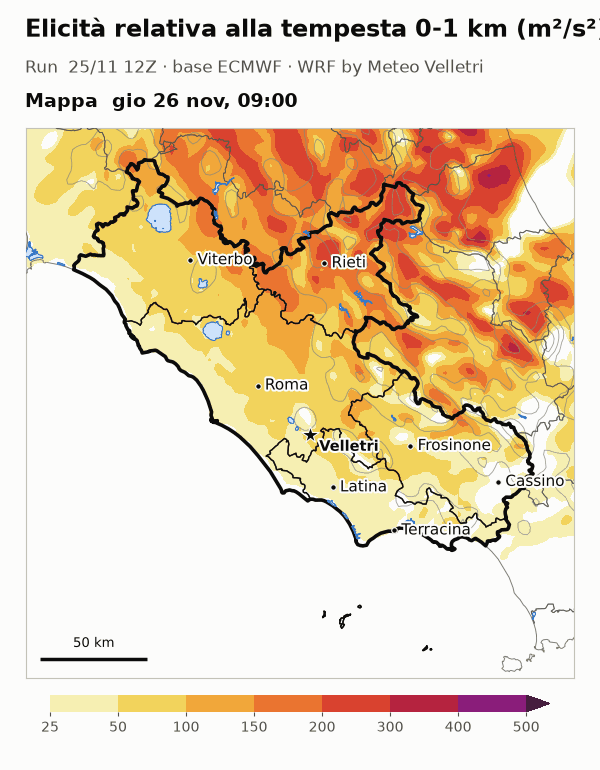 Elicità relativa alla tempesta 0-1 km (m²/s²)
Run 25/11 12Z · base ECMWF · WRF by Meteo Velletri
Mappa gio 26 nov, 09:00
Viterbo
Rieti
Roma
Velletri
Frosinone
Latina
Cassino
Terracina
50 km
25 50 100 150 200 300 400 500